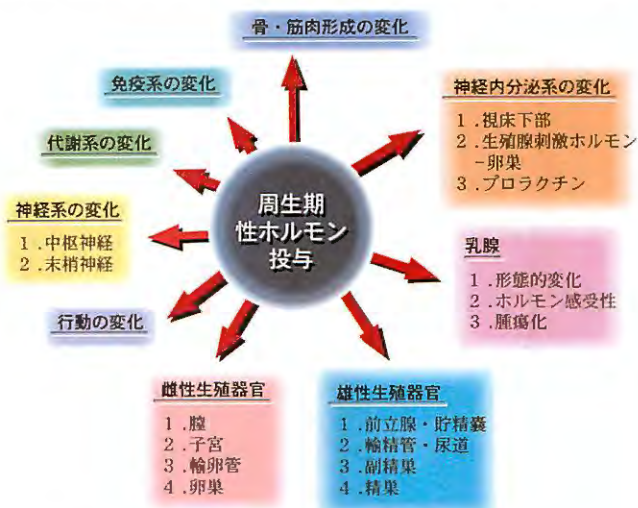 骨・筋肉形成の変化
免疫系の変化
代謝系の変化
神経系の変化
1 .中枢神経
2 .末梢神経
行動の変化
周生期
性ホルモン
投与
神経内分泌系の変化
1 .視床下部
2 .生殖腺刺激ホルモン
−卵巣
3 .プロラクチン
乳腺
1 .形態的変化
2 .ホルモン感受性
3 .腫瘍化
雌性生殖器官
1 .膣
2 .子宮
3 .輸卵管
4 .卵巣
雄性生殖器官
1 .前立腺・貯精嚢
2 .輸精管・尿道
3 .副精巣
4 .精巣